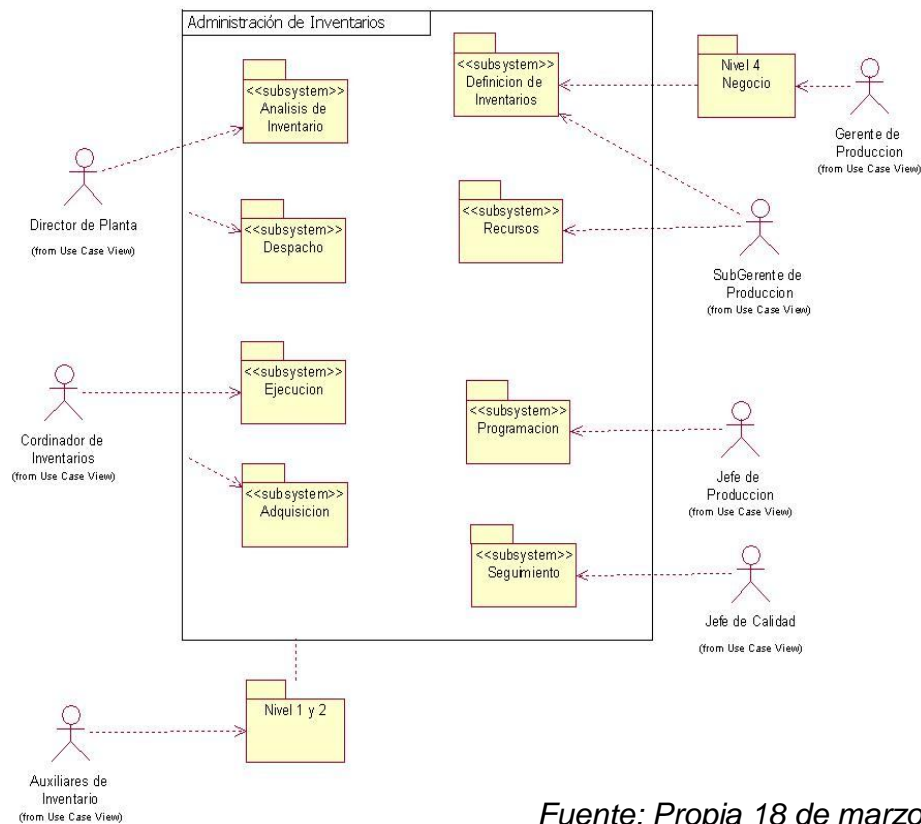 Administración de Inventarios
<<subsystem>>
Analisis de
Inventario
<<subsystem>>
Definicion de
Inventarios
Nivel 4
Negocio
Gerente de
Produccion
(from Use Case View)
Director de Planta
(from Use Case View)
<<subsystem>>
Despacho
<<subsystem>>
Recursos
SubGerente de
Produccion
(from Use Case View)
<<subsystem>>
Ejecucion
Cordinador de
Inventarios
(from Use Case View)
<<subsystem>>
Programacion
Jefe de
Produccion
(from Use Case View)
<<subsystem>>
Adquisicion
<<subsystem>>
Seguimiento
Jefe de Calidad
(from Use Case View)
Nivel 1 y 2
Auxiliares de
Inventario
(from Use Case View)
Fuente: Propia 18 de marzo